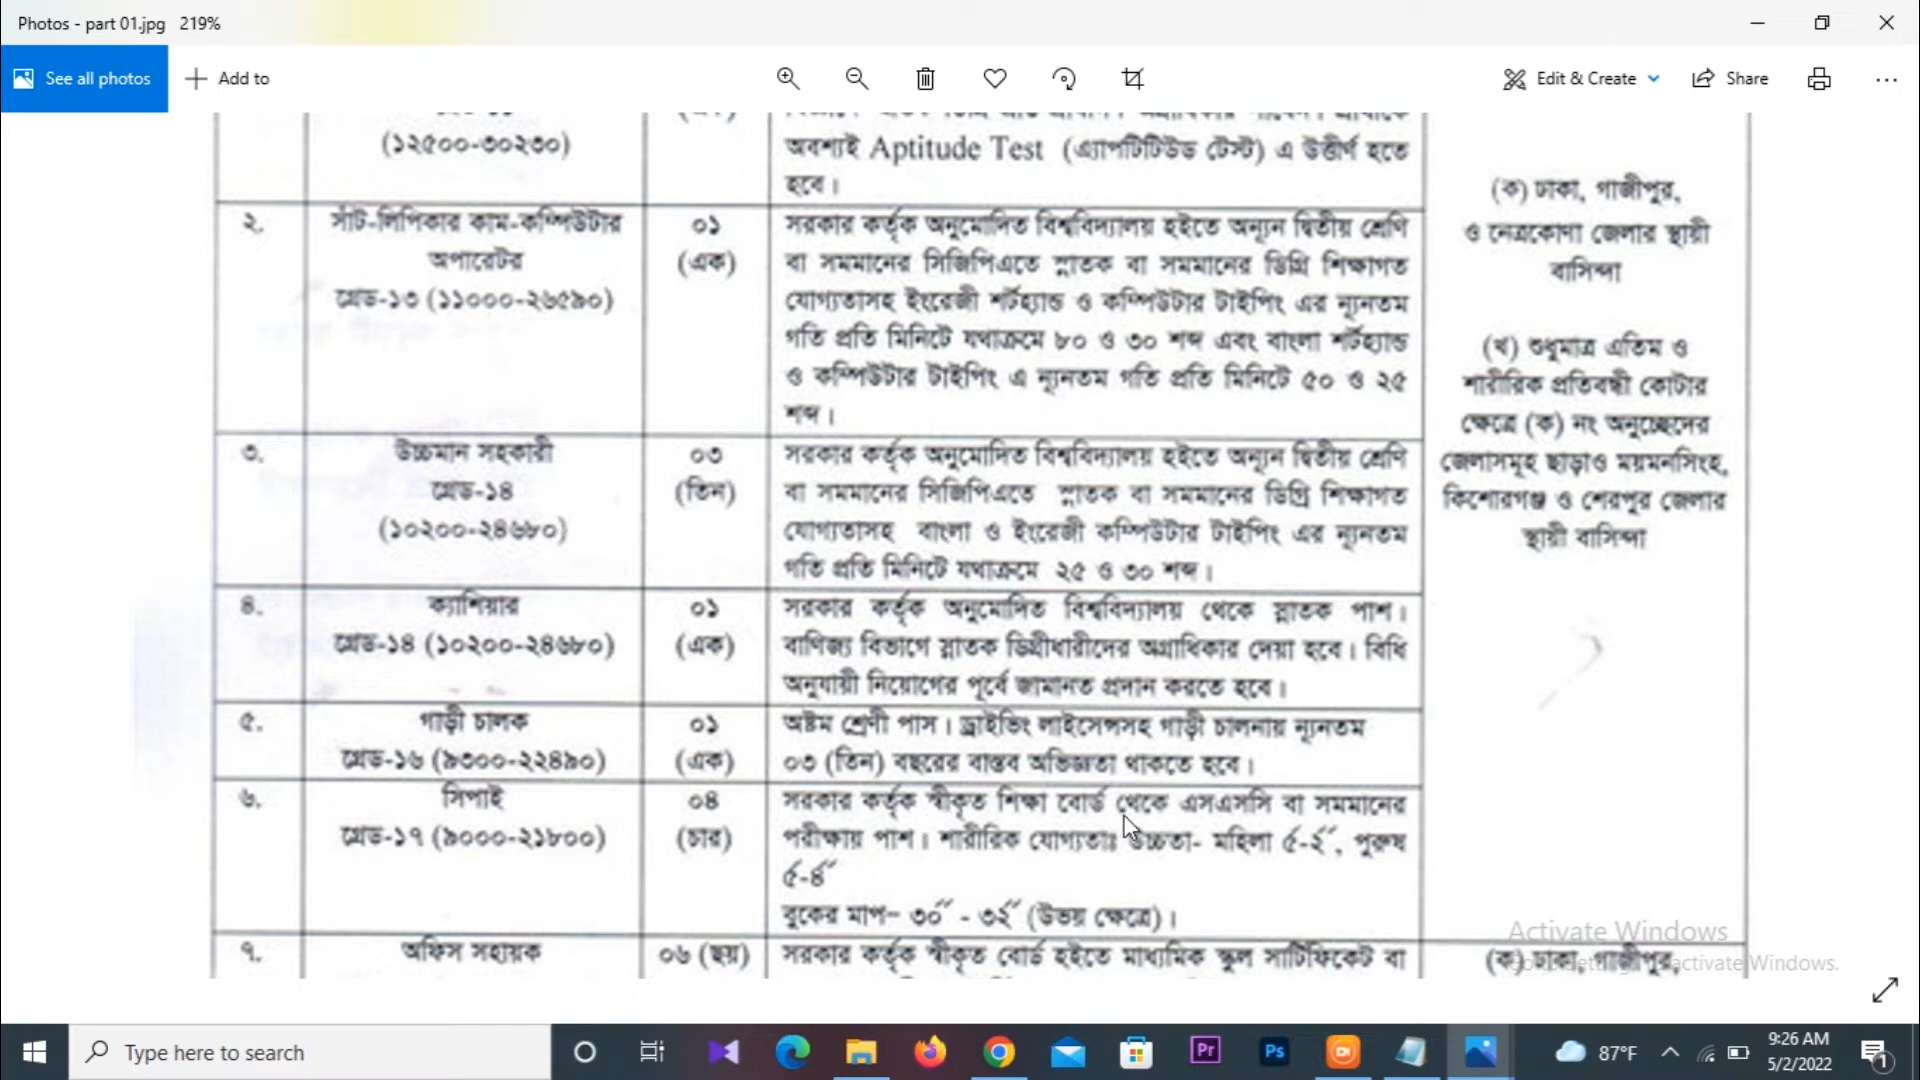 Photos - part 01.jpg 219%
See all photos
Add to
Edit & Create
Share
(১২৫০০-৩০২৩০)
অবশ্যই Aptitude Test (এ্যাপটিটিউড টেস্ট) এ উত্তীর্ণ হতে
হবে।
(ক) ঢাকা, গাজীপুর,
ও নেত্রকোণা জেলার স্থায়ী
বাসিন্দা
(খ) শুধুমাত্র এতিম ও
শারীরিক প্রতিবন্ধী কোটার
ক্ষেত্রে (ক) নং অনুচ্ছেদের
জেলাসমূহ ছাড়াও ময়মনসিংহ,
কিশোরগঞ্জ ও শেরপুর জেলার
স্থায়ী বাসিন্দা
২.
সাঁট-লিপিকার কাম-কম্পিউটার
অপারেটর
গ্রেড-১৩ (১১০০০-২৬৫৯০)
০১
(এক)
সরকার কর্তৃক অনুমোদিত বিশ্ববিদ্যালয় হইতে অন্যূন দ্বিতীয় শ্রেণি
বা সমমানের সিজিপিএতে স্নাতক বা সমমানের ডিগ্রি শিক্ষাগত
যোগ্যতাসহ ইংরেজী শর্টহ্যান্ড ও কম্পিউটার টাইপিং এর ন্যূনতম
গতি প্রতি মিনিটে যথাক্রমে ৮০ ও ৩০ শব্দ এবং বাংলা শর্টহ্যান্ড
ও কম্পিউটার টাইপিং এ ন্যূনতম গতি প্রতি মিনিটে ৫০ ও ২৫
শব্দ।
৩.
উচ্চমান সহকারী
গ্রেড-১৪
(১০২০০-২৪৬৮০)
০৩
(তিন)
সরকার কর্তৃক অনুমোদিত বিশ্ববিদ্যালয় হইতে অন্যূন দ্বিতীয় শ্রেণি
বা সমমানের সিজিপিএতে স্নাতক বা সমমানের ডিগ্রি শিক্ষাগত
যোগ্যতাসহ বাংলা ও ইংরেজী কম্পিউটার টাইপিং এর ন্যূনতম
গতি প্রতি মিনিটে যথাক্রমে ২৫ ও ৩০ শব্দ।
৪.
ক্যাশিয়ার
গ্রেড-১৪ (১০২০০-২৪৬৮০)
০১
(এক)
সরকার কর্তৃক অনুমোদিত বিশ্ববিদ্যালয় থেকে স্নাতক পাশ।
বাণিজ্য বিভাগে স্নাতক ডিগ্রীধারীদের অগ্রাধিকার দেয়া হবে। বিধি
অনুযায়ী নিয়োগের পূর্বে জামানত প্রদান করতে হবে।
৫.
গাড়ী চালক
গ্রেড-১৬ (৯৩০০-২২৪৯০)
০১
(এক)
অষ্টম শ্রেণী পাস। ড্রাইভিং লাইসেন্সসহ গাড়ী চালনায় ন্যূনতম
০৩ (তিন) বছরের বাস্তব অভিজ্ঞতা থাকতে হবে।
৬.
সিপাই
গ্রেড-১৭ (৯০০০-২১৮০০)
০৪
(চার)
সরকার কর্তৃক স্বীকৃত শিক্ষা বোর্ড থেকে এসএসসি বা সমমানের
পরীক্ষায় পাশ। শারীরিক যোগ্যতাঃ উচ্চতা- মহিলা ৫′-২″, পুরুষ
৫′-৪″
বুকের মাপ- ৩০″ - ৩২″ (উভয় ক্ষেত্রে)।
৭.
অফিস সহায়ক
০৬ (ছয়)
সরকার কর্তৃক স্বীকৃত বোর্ড হইতে মাধ্যমিক স্কুল সার্টিফিকেট বা
(ক) ঢাকা, গাজীপুর,
Activate Windows
Windows.
Type here to search
Pr
Ps
87°F
9:26 AM
5/2/2022
1